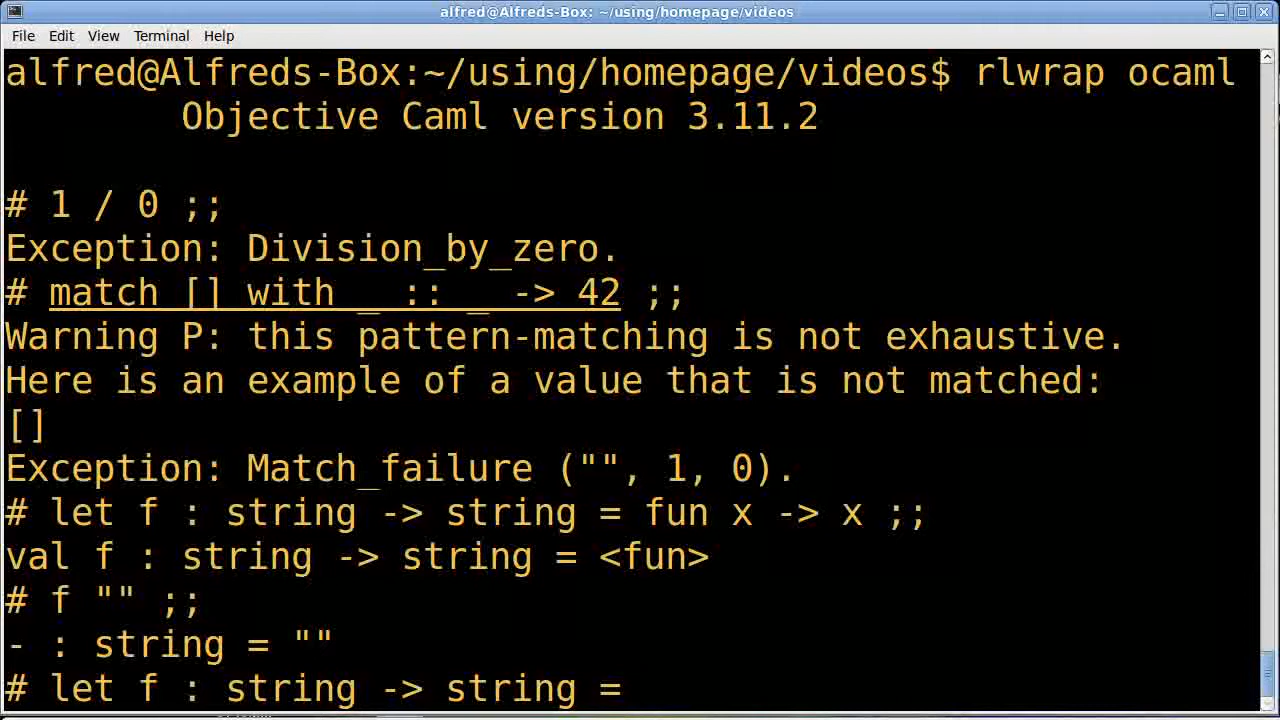 alfred@Alfreds-Box: ~/using/homepage/videos
File Edit View Terminal Help
alfred@Alfreds-Box:~/using/homepage/videos$ rlwrap ocaml
Objective Caml version 3.11.2
# 1 / 0 ;;
Exception: Division_by_zero.
# match [] with _ :: _ -> 42 ;;
Warning P: this pattern-matching is not exhaustive.
Here is an example of a value that is not matched:
[]
Exception: Match_failure ("", 1, 0).
# let f : string -> string = fun x -> x ;;
val f : string -> string = <fun>
# f "" ;;
- : string = ""
# let f : string -> string =